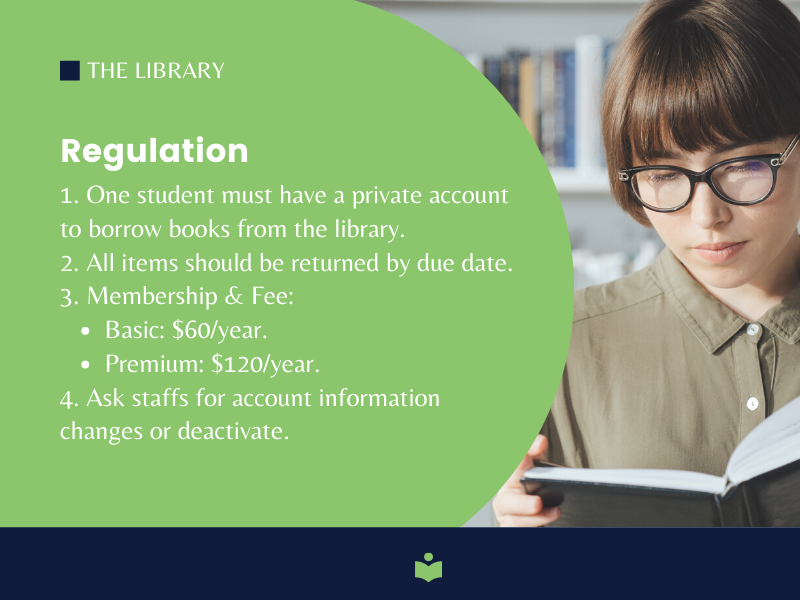 THE LIBRARY
Regulation
1. One student must have a private account
to borrow books from the library.
2. All items should be returned by due date.
3. Membership & Fee:
• Basic: $60/year.
• Premium: $120/year.
4. Ask staffs for account information
changes or deactivate.